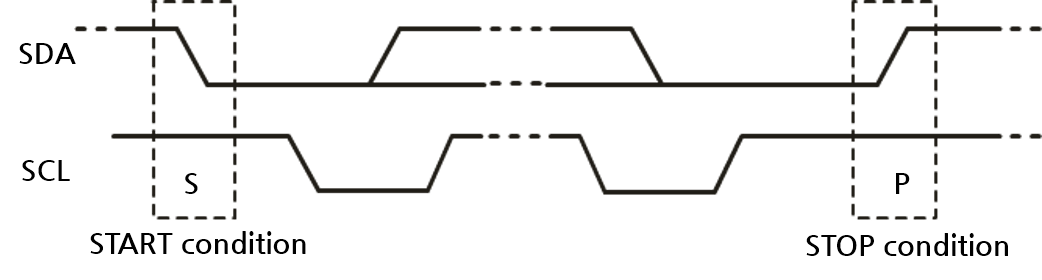 SDA
SCL
S
P
START condition
STOP condition